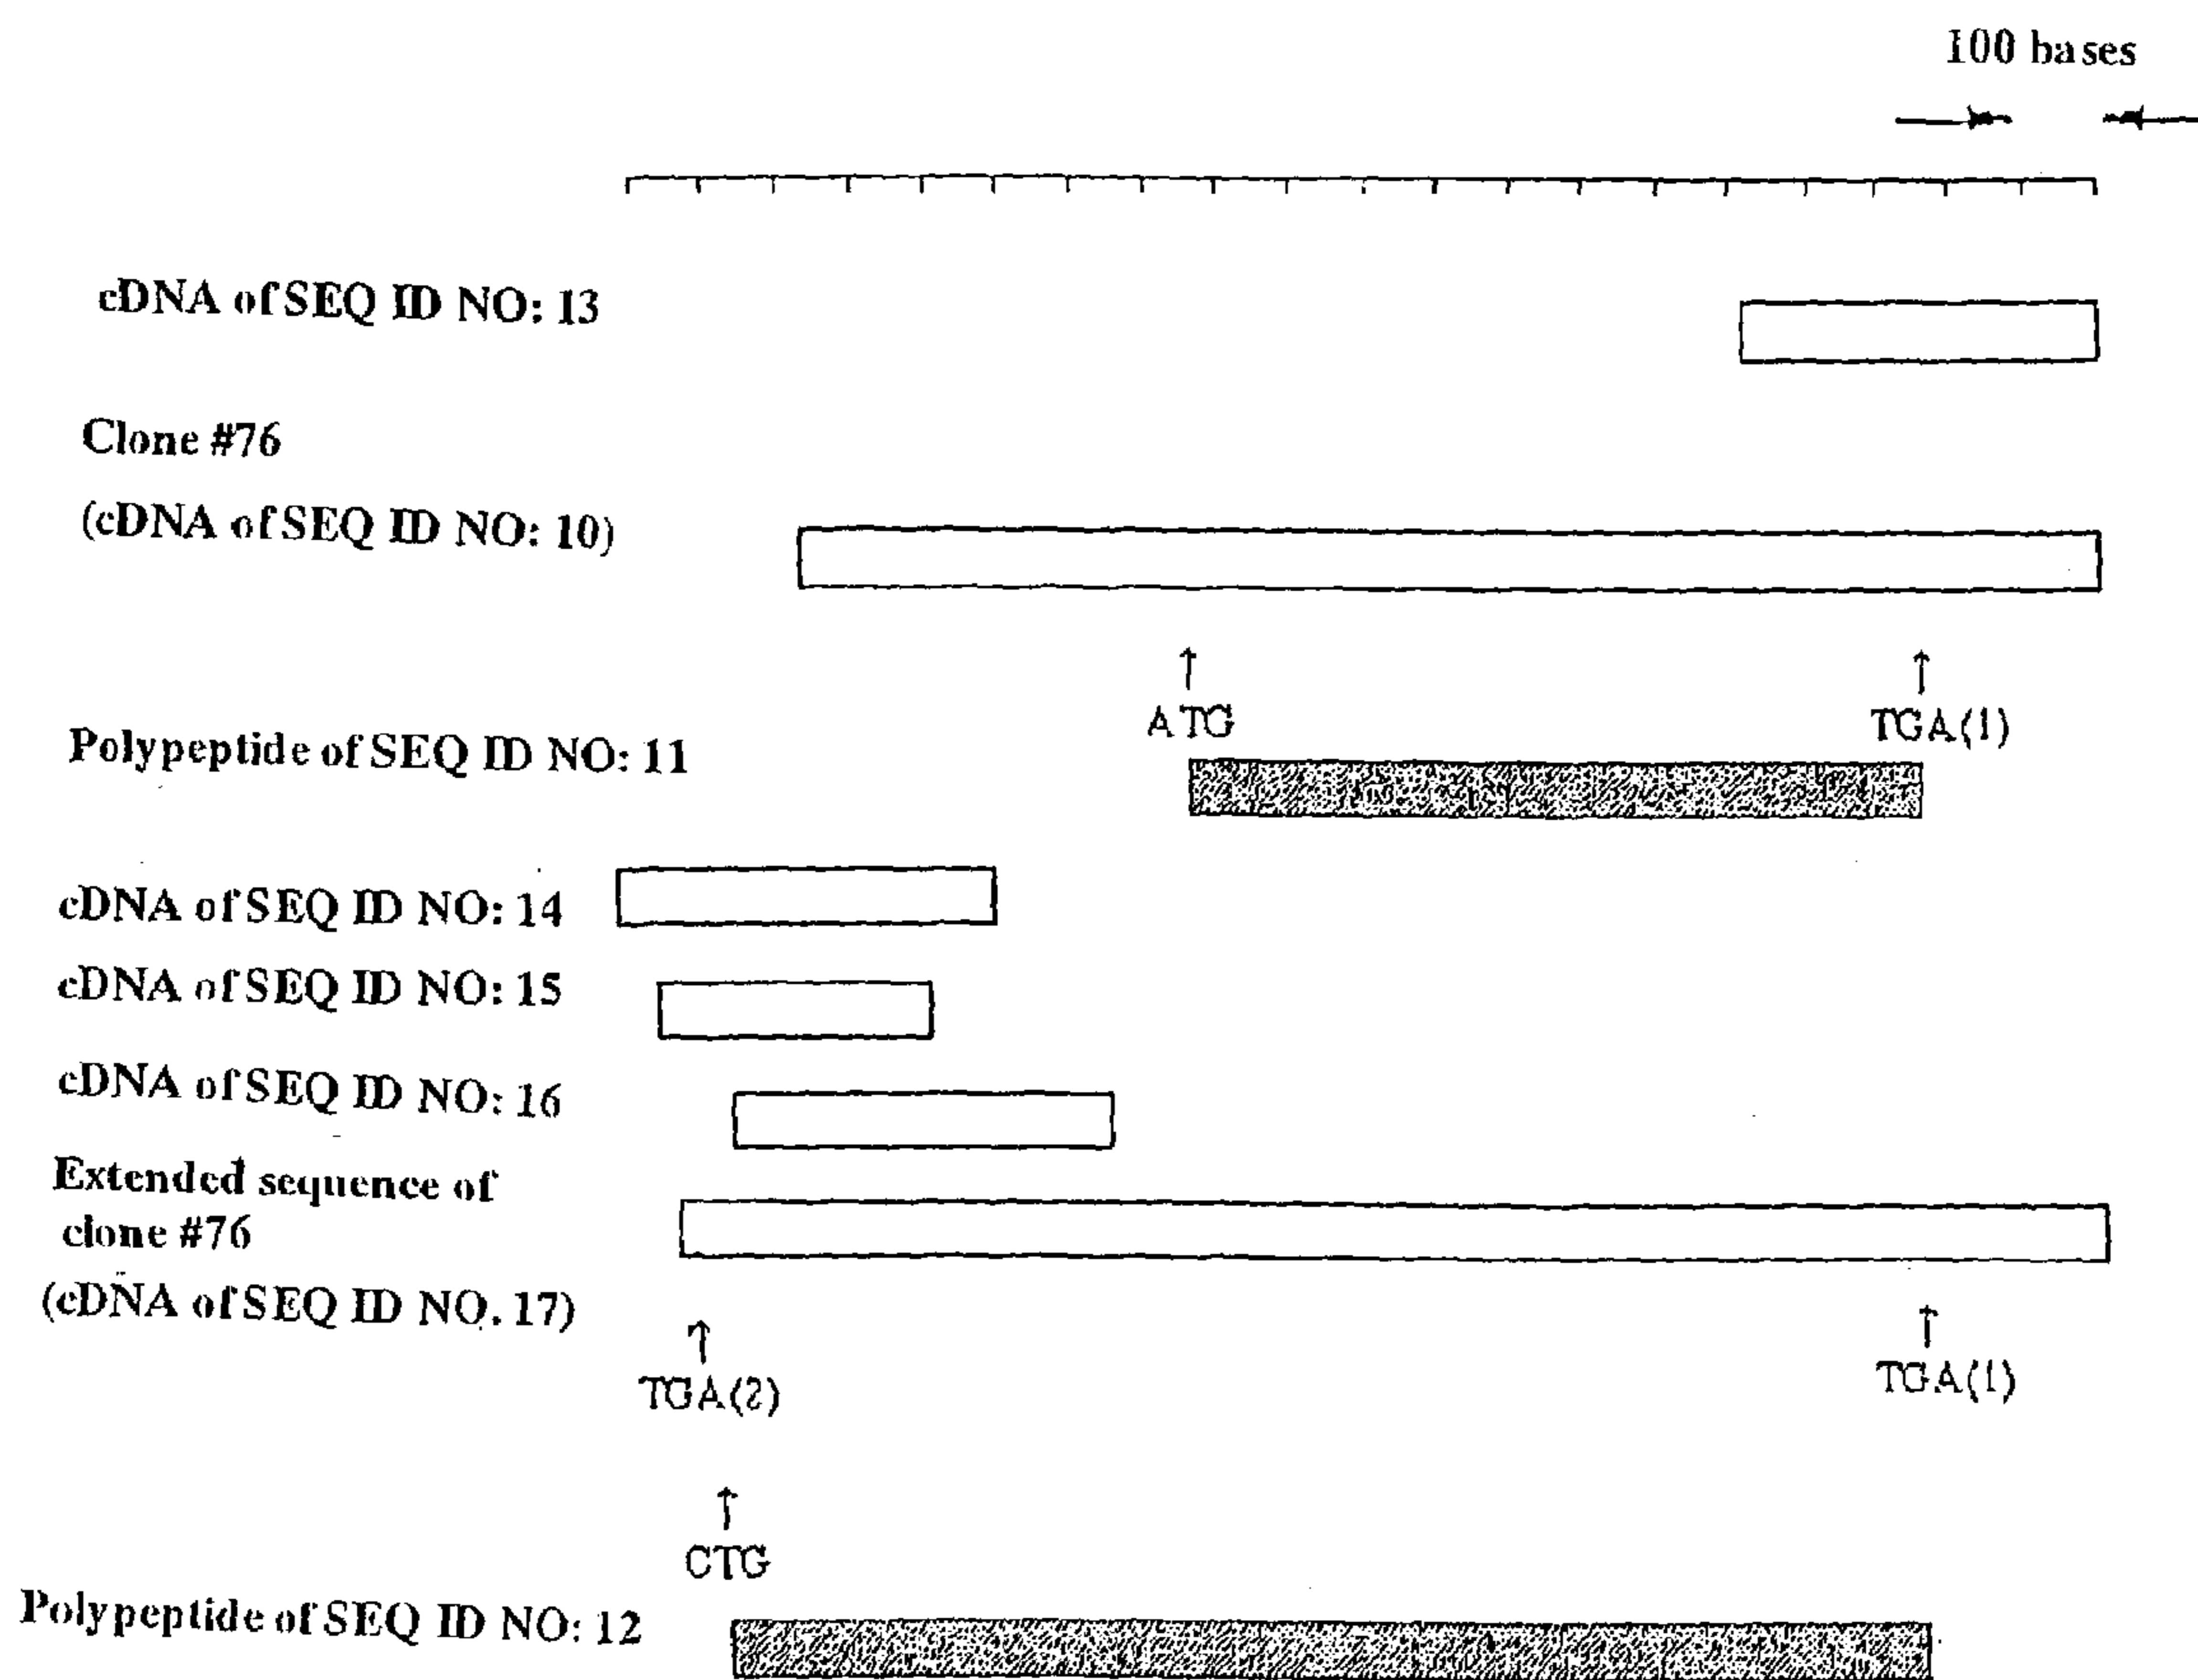 100 bases
cDNA of SEQ ID NO: 13
Clone #76
(cDNA of SEQ ID NO: 10)
ATG
TGA(1)
Polypeptide of SEQ ID NO: 11
cDNA of SEQ ID NO: 14
cDNA of SEQ ID NO: 15
cDNA of SEQ ID NO: 16
Extended sequence of
clone #76
(cDNA of SEQ ID NO. 17)
TGA(2)
TGA(1)
CTG
Polypeptide of SEQ ID NO: 12